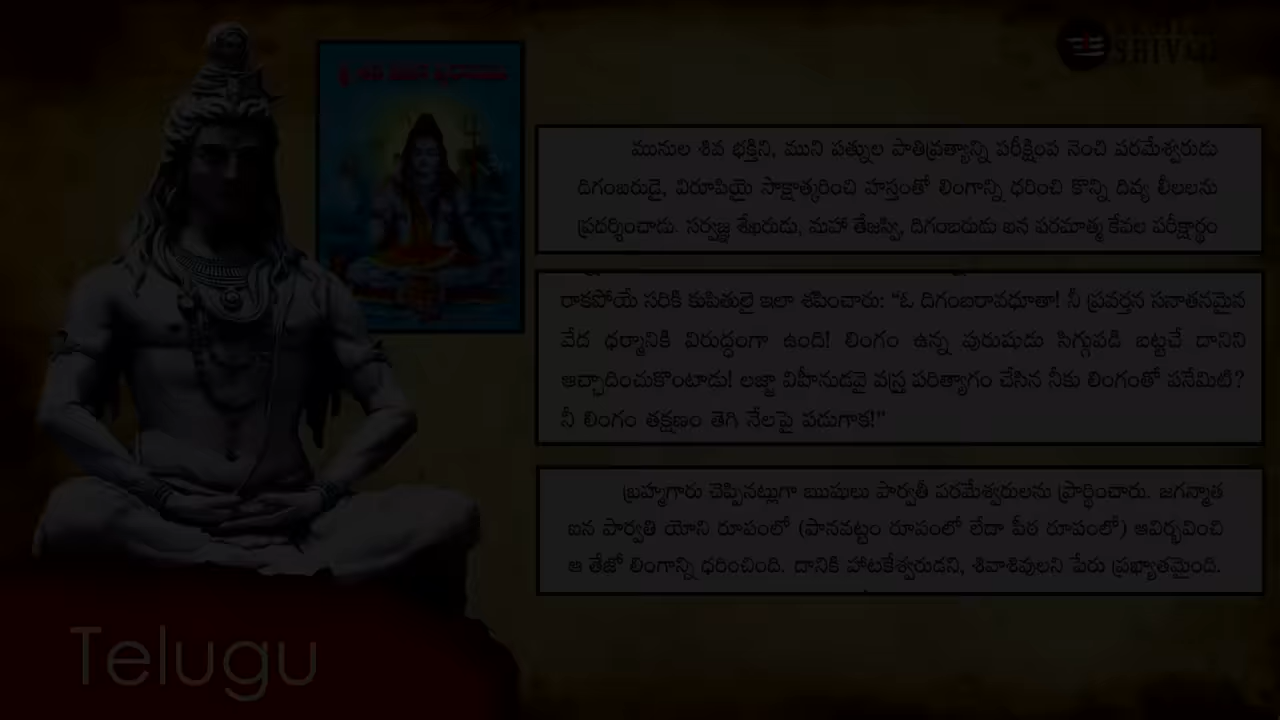 SHIVA
మునుల శివ భక్తిని, ముని పత్నుల పాతివ్రత్యాన్ని పరీక్షింప నెంచి పరమేశ్వరుడు
దిగంబరుడై, విరూపియై సాక్షాత్కరించి హస్తంతో లింగాన్ని ధరించి కొన్ని దివ్య లీలలను
ప్రదర్శించాడు. సర్వజ్ఞ శేఖరుడు, మహా తేజస్వి, దిగంబరుడు ఐన పరమాత్మ కేవల పరీక్షార్థం
రాకపోయే సరికి కుపితులై ఇలా శపించారు: "ఓ దిగంబరావధూతా! నీ ప్రవర్తన సనాతనమైన
వేద ధర్మానికి విరుద్ధంగా ఉంది! లింగం ఉన్న పురుషుడు సిగ్గుపడి బట్టచే దానిని
ఆచ్ఛాదించుకొంటాడు! లజ్జా విహీనుడవై వస్త్ర పరిత్యాగం చేసిన నీకు లింగంతో పనేమిటి?
నీ లింగం తక్షణం తెగి నేలపై పడుగాక!"
బ్రహ్మగారు చెప్పినట్లుగా ఋషులు పార్వతీ పరమేశ్వరులను ప్రార్థించారు. జగన్మాత
ఐన పార్వతి యోని రూపంలో (పానవట్టం రూపంలో లేదా పీఠ రూపంలో) ఆవిర్భవించి
ఆ తేజో లింగాన్ని ధరించింది. దానికి హాటకేశ్వరుడని, శివాశివులని పేరు ప్రఖ్యాతమైంది.
Telugu